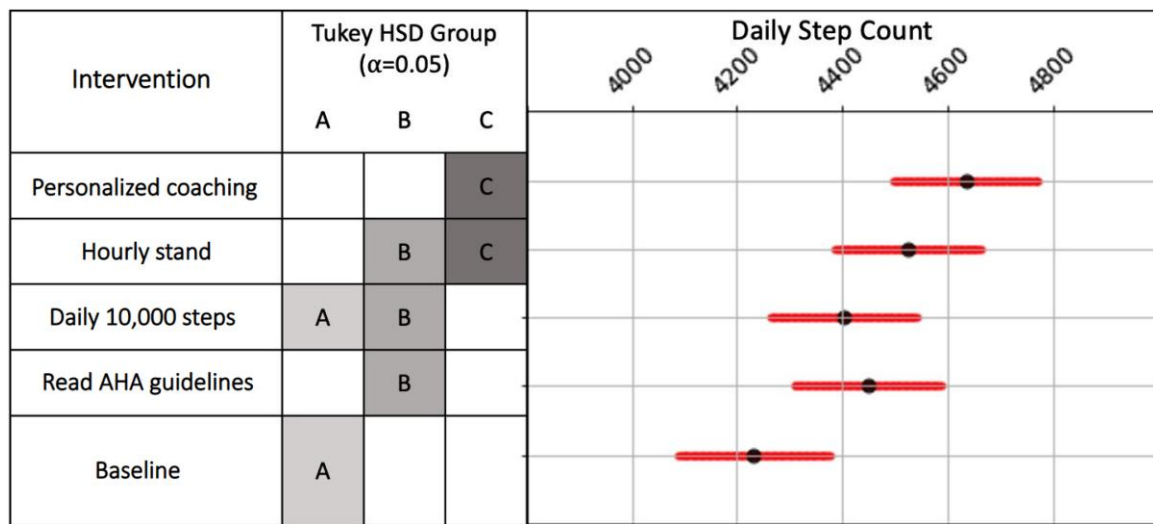 Intervention
Tukey HSD Group
(α=0.05)
A B C
Daily Step Count
4000 4200 4400 4600 4800
Personalized coaching C
Hourly stand B C
Daily 10,000 steps A B
Read AHA guidelines B
Baseline A